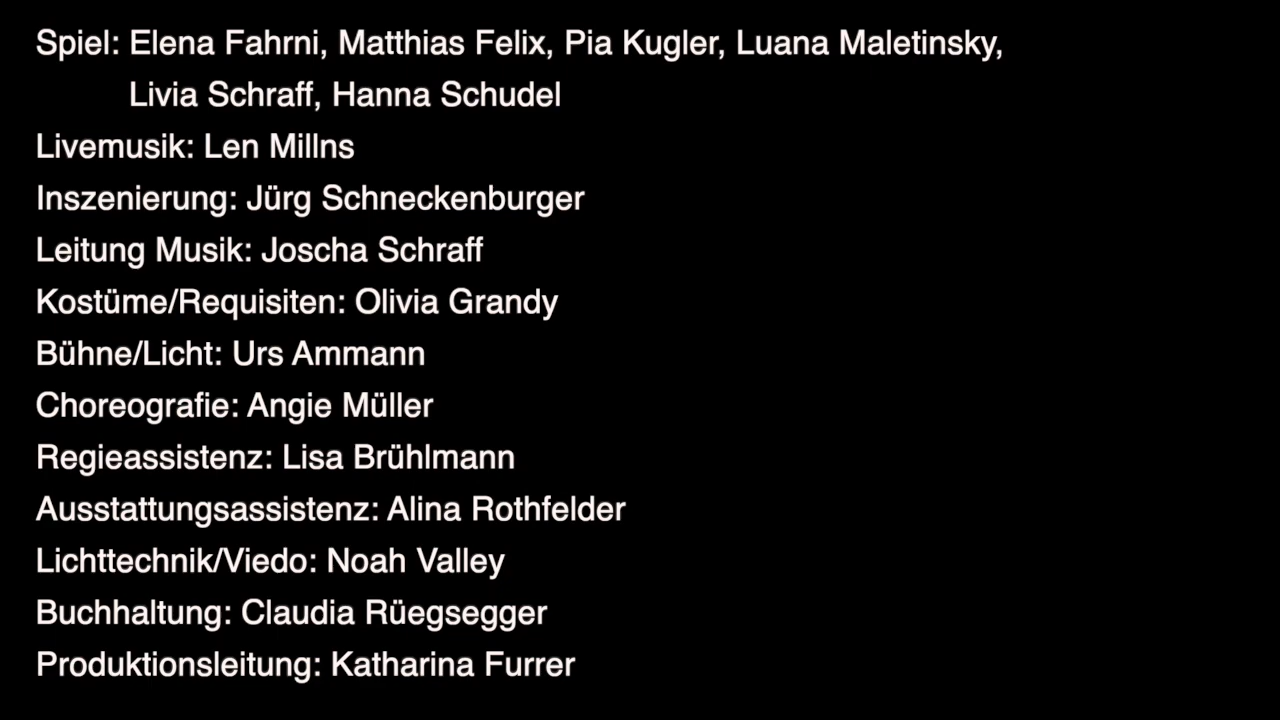 Spiel: Elena Fahrni, Matthias Felix, Pia Kugler, Luana Maletinsky,
Livia Schraff, Hanna Schudel
Livemusik: Len Millns
Inszenierung: Jürg Schneckenburger
Leitung Musik: Joscha Schraff
Kostüme/Requisiten: Olivia Grandy
Bühne/Licht: Urs Ammann
Choreografie: Angie Müller
Regieassistenz: Lisa Brühlmann
Ausstattungsassistenz: Alina Rothfelder
Lichttechnik/Viedo: Noah Valley
Buchhaltung: Claudia Rüegsegger
Produktionsleitung: Katharina Furrer